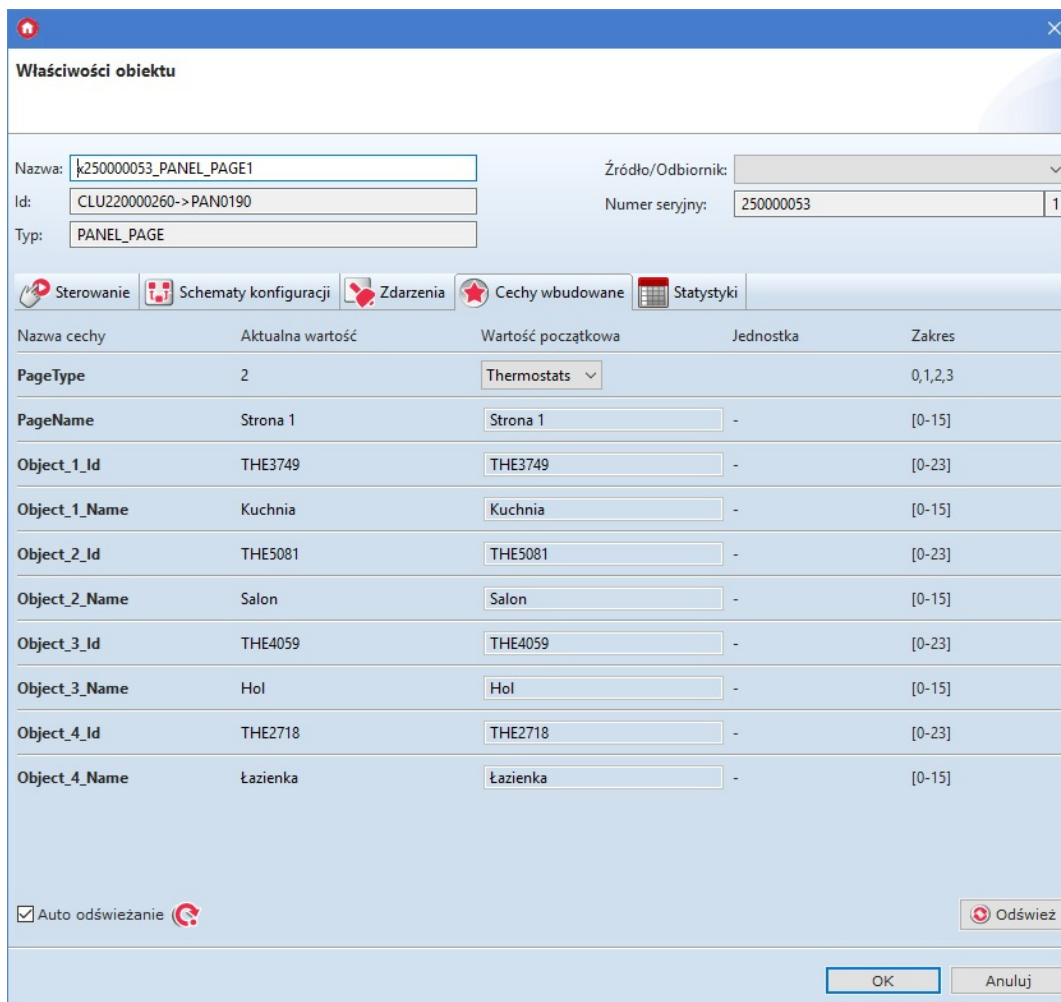 Właściwości obiektu
Nazwa: x250000053_PANEL_PAGE1 Źródło/Odbiornik:
Id: CLU220000260->PAN0190 Numer seryjny: 250000053 1
Typ: PANEL_PAGE
Sterowanie Schematy konfiguracji Zdarzenia Cechy wbudowane Statystyki
Nazwa cechy Aktualna wartość Wartość początkowa Jednostka Zakres
PageType 2 Thermostats 0,1,2,3
PageName Strona 1 Strona 1 - [0-15]
Object_1_Id THE3749 THE3749 - [0-23]
Object_1_Name Kuchnia Kuchnia - [0-15]
Object_2_Id THE5081 THE5081 - [0-23]
Object_2_Name Salon Salon - [0-15]
Object_3_Id THE4059 THE4059 - [0-23]
Object_3_Name Hol Hol - [0-15]
Object_4_Id THE2718 THE2718 - [0-23]
Object_4_Name Łazienka Łazienka - [0-15]
Auto odświeżanie Odśwież
OK Anuluj